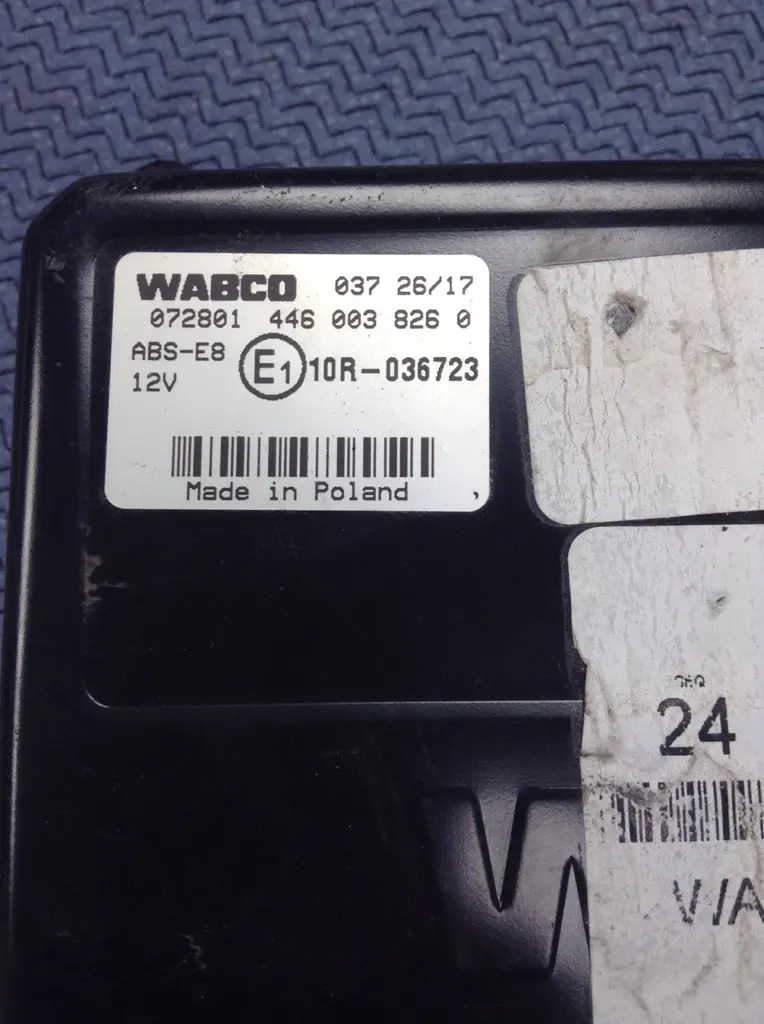 WABCO 037 26/17
072801 446 003 826 0
ABS-E8
12V
E1 10R-036723
Made in Poland
24